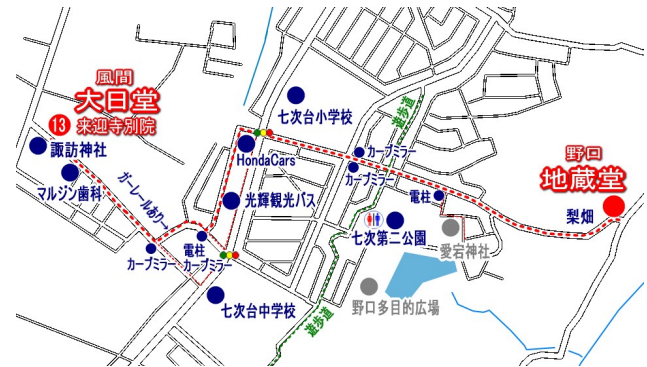 風間
大日堂
13 来迎寺別院
諏訪神社
マルジン歯科
ガーレールあり
カーブミラー
電柱
カーブミラー
七次台中学校
七次台小学校
HondaCars
光輝観光バス
遊歩道
カーブミラー
カーブミラー
電柱
七次第二公園
愛宕神社
野口多目的広場
遊歩道
野口
地蔵堂
梨畑